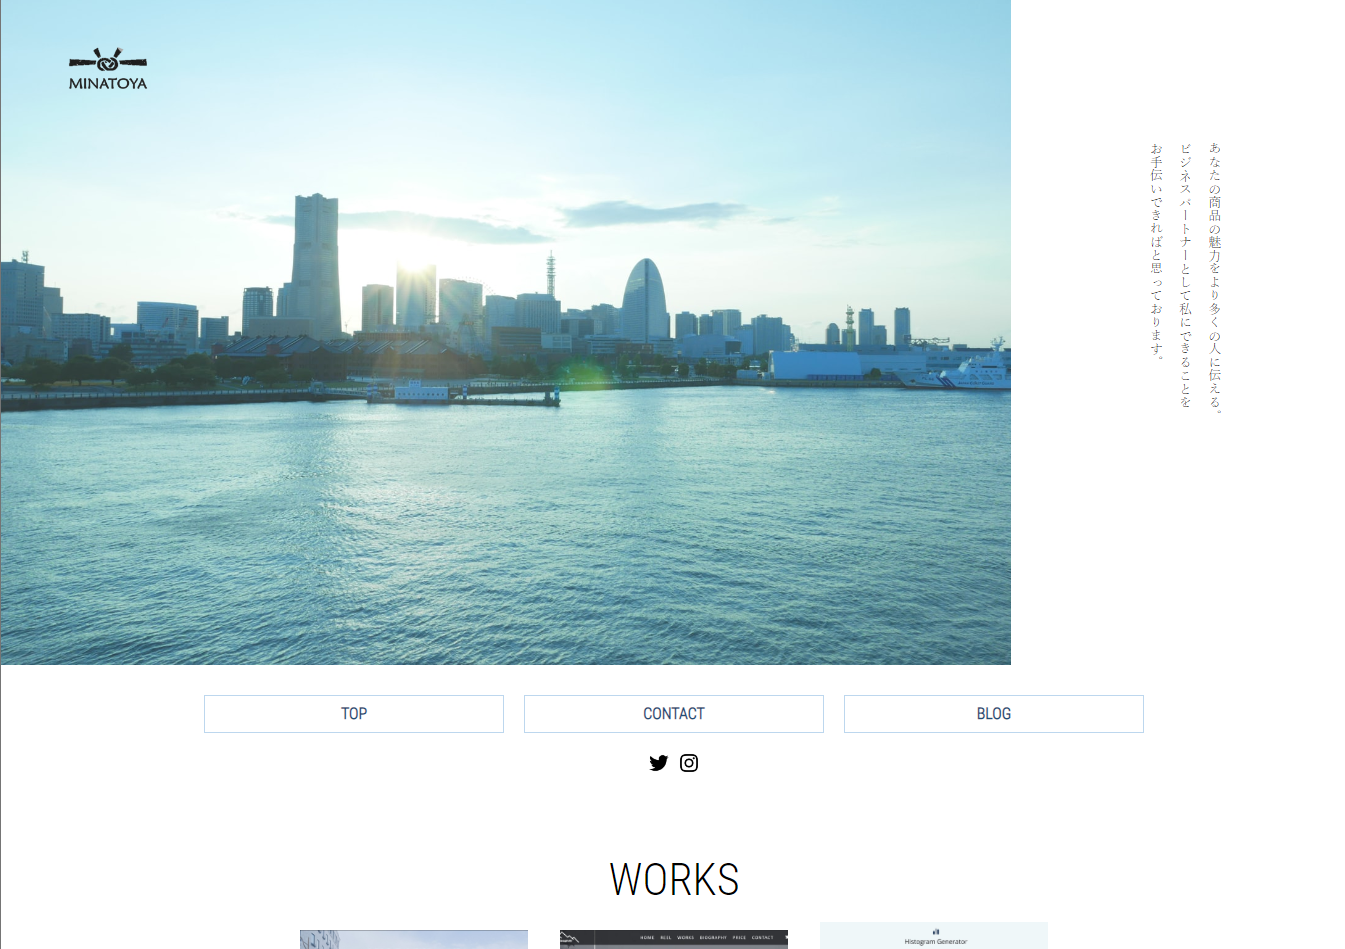 MINATOYA
あなたの商品の魅力をより多くの人に伝える。
ビジネスパートナーとして私にできることを
お手伝いできればと思っております。
TOP
CONTACT
BLOG
WORKS
HOME REEL WORKS BIOGRAPHY PRICE CONTACT
Histogram Generator